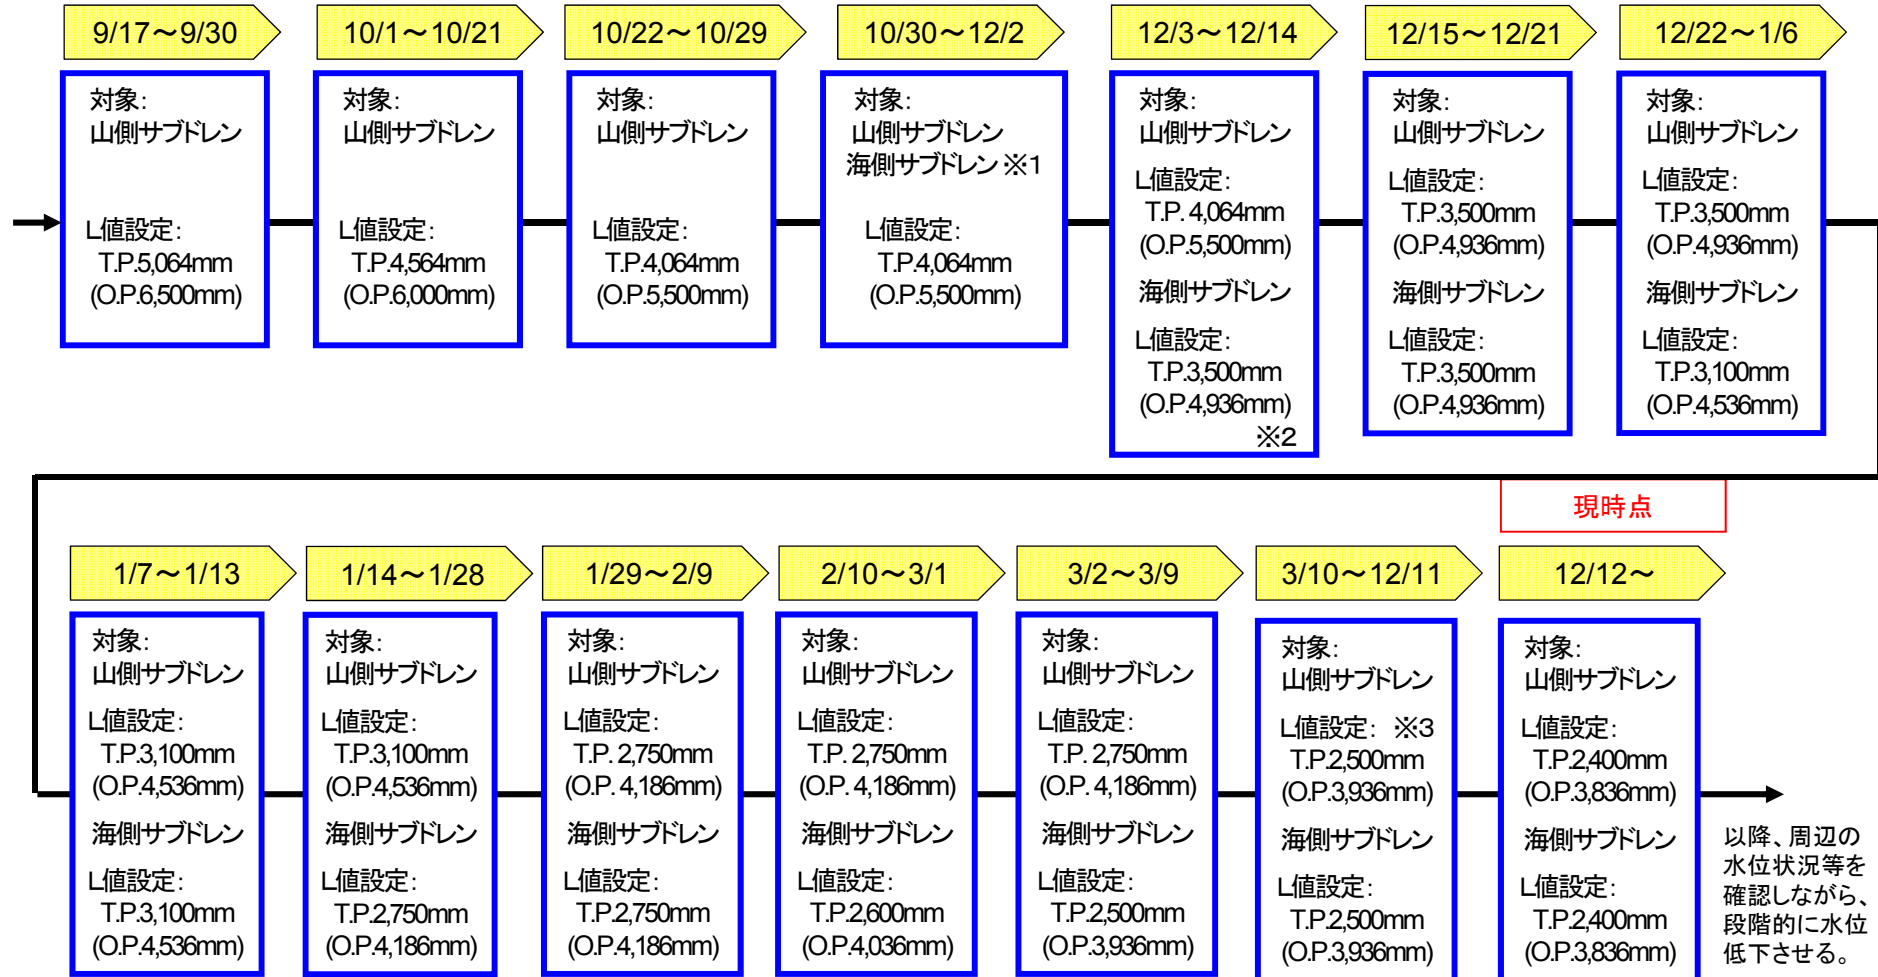 9/17～9/30
対象：
山側サブドレン
L値設定：
T.P.5,064mm
(O.P.6,500mm)
10/1～10/21
対象：
山側サブドレン
L値設定：
T.P.4,564mm
(O.P.6,000mm)
10/22～10/29
対象：
山側サブドレン
L値設定：
T.P.4,064mm
(O.P.5,500mm)
10/30～12/2
対象：
山側サブドレン
海側サブドレン※1
L値設定：
T.P.4,064mm
(O.P.5,500mm)
12/3～12/14
対象：
山側サブドレン
L値設定：
T.P. 4,064mm
(O.P.5,500mm)
海側サブドレン
L値設定：
T.P.3,500mm
(O.P.4,936mm)
※2
12/15～12/21
対象：
山側サブドレン
L値設定：
T.P.3,500mm
(O.P.4,936mm)
海側サブドレン
L値設定：
T.P.3,500mm
(O.P.4,936mm)
12/22～1/6
対象：
山側サブドレン
L値設定：
T.P.3,500mm
(O.P.4,936mm)
海側サブドレン
L値設定：
T.P.3,100mm
(O.P.4,536mm)
1/7～1/13
対象：
山側サブドレン
L値設定：
T.P.3,100mm
(O.P.4,536mm)
海側サブドレン
L値設定：
T.P.3,100mm
(O.P.4,536mm)
1/14～1/28
対象：
山側サブドレン
L値設定：
T.P.3,100mm
(O.P.4,536mm)
海側サブドレン
L値設定：
T.P.2,750mm
(O.P.4,186mm)
1/29～2/9
対象：
山側サブドレン
L値設定：
T.P. 2,750mm
(O.P. 4,186mm)
海側サブドレン
L値設定：
T.P.2,750mm
(O.P.4,186mm)
2/10～3/1
対象：
山側サブドレン
L値設定：
T.P. 2,750mm
(O.P. 4,186mm)
海側サブドレン
L値設定：
T.P.2,600mm
(O.P.4,036mm)
3/2～3/9
対象：
山側サブドレン
L値設定：
T.P. 2,750mm
(O.P. 4,186mm)
海側サブドレン
L値設定：
T.P.2,500mm
(O.P.3,936mm)
3/10～12/11
対象：
山側サブドレン
L値設定： ※3
T.P.2,500mm
(O.P.3,936mm)
海側サブドレン
L値設定：
T.P.2,500mm
(O.P.3,936mm)
現時点
12/12～
対象：
山側サブドレン
L値設定：
T.P.2,400mm
(O.P.3,836mm)
海側サブドレン
L値設定：
T.P.2,400mm
(O.P.3,836mm)
以降、周辺の
水位状況等を
確認しながら、
段階的に水位
低下させる。